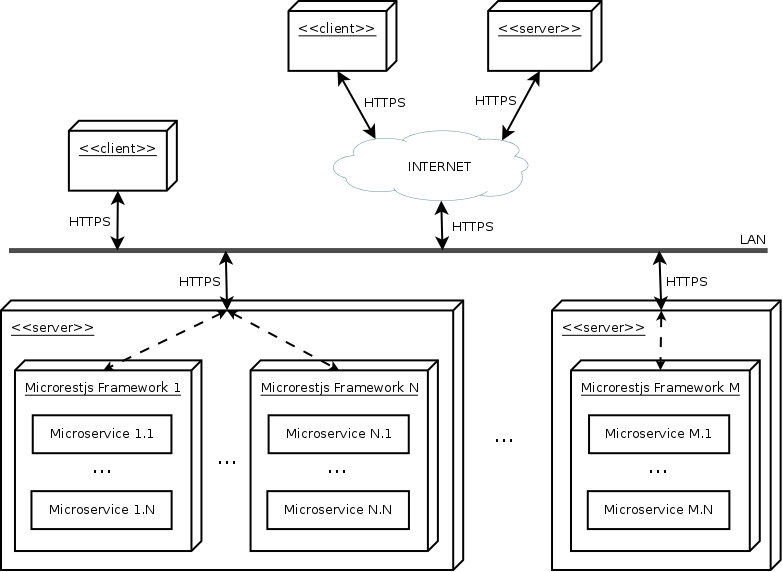 <<client>>
<<server>>
HTTPS
HTTPS
<<client>>
INTERNET
HTTPS
HTTPS
LAN
HTTPS
HTTPS
<<server>>
<<server>>
Microrestjs Framework 1
Microrestjs Framework N
Microrestjs Framework M
Microservice 1.1
Microservice N.1
Microservice M.1
...
...
...
...
...
Microservice 1.N
Microservice N.N
Microservice M.N